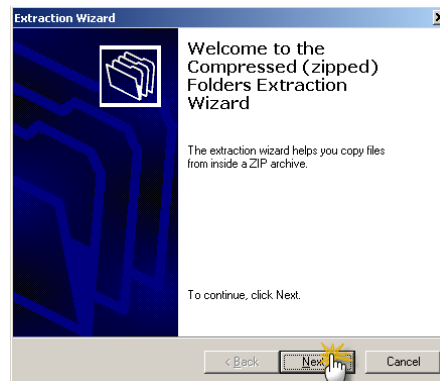 Extraction Wizard
Welcome to the
Compressed (zipped)
Folders Extraction
Wizard
The extraction wizard helps you copy files
from inside a ZIP archive.
To continue, click Next.
< Back
Next
Cancel